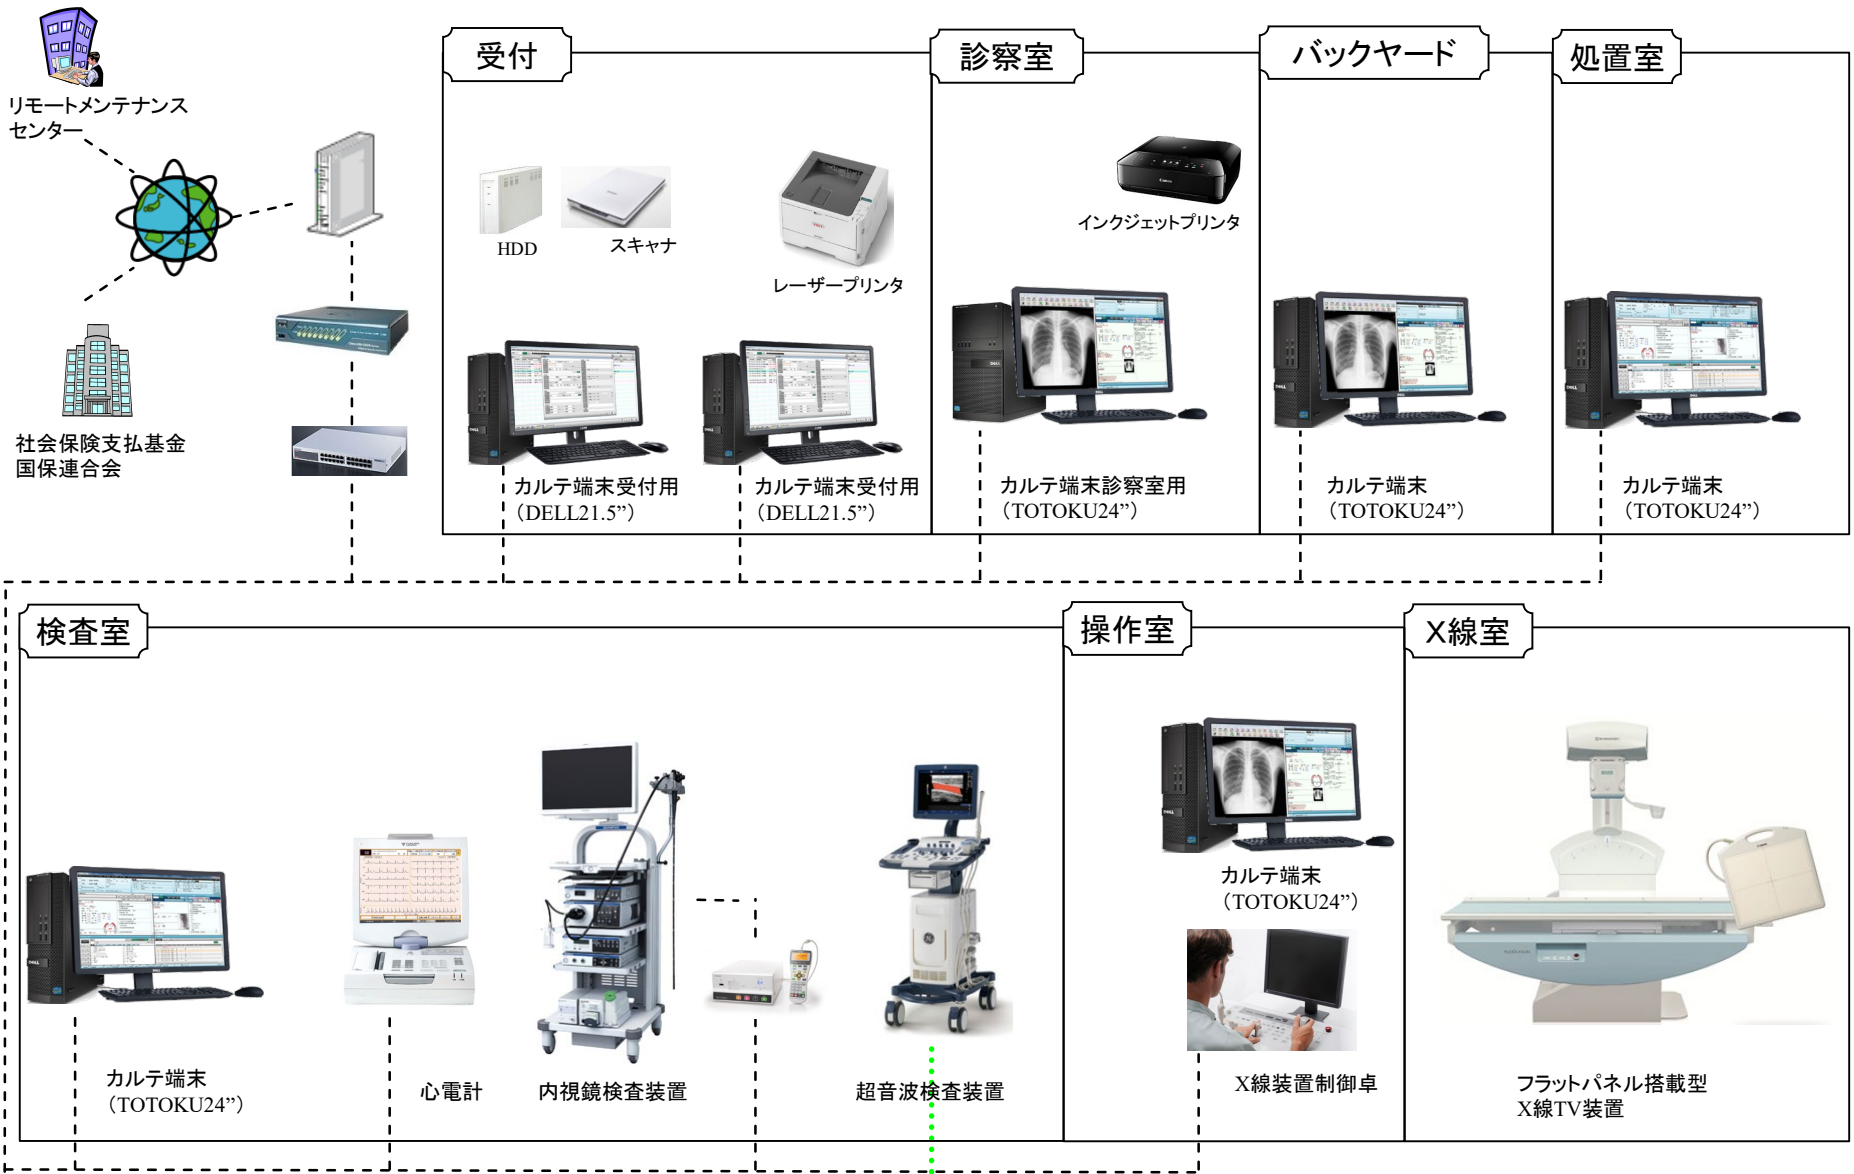 リモートメンテナンス
センター
社会保険支払基金
国保連合会
受付
HDD
スキャナ
レーザープリンタ
カルテ端末受付用
（DELL21.5”）
カルテ端末受付用
（DELL21.5”）
診察室
インクジェットプリンタ
カルテ端末診察室用
（TOTOKU24”）
バックヤード
カルテ端末
（TOTOKU24”）
処置室
カルテ端末
（TOTOKU24”）
検査室
カルテ端末
（TOTOKU24”）
心電計
内視鏡検査装置
超音波検査装置
操作室
カルテ端末
（TOTOKU24”）
X線装置制御卓
X線室
フラットパネル搭載型
X線TV装置